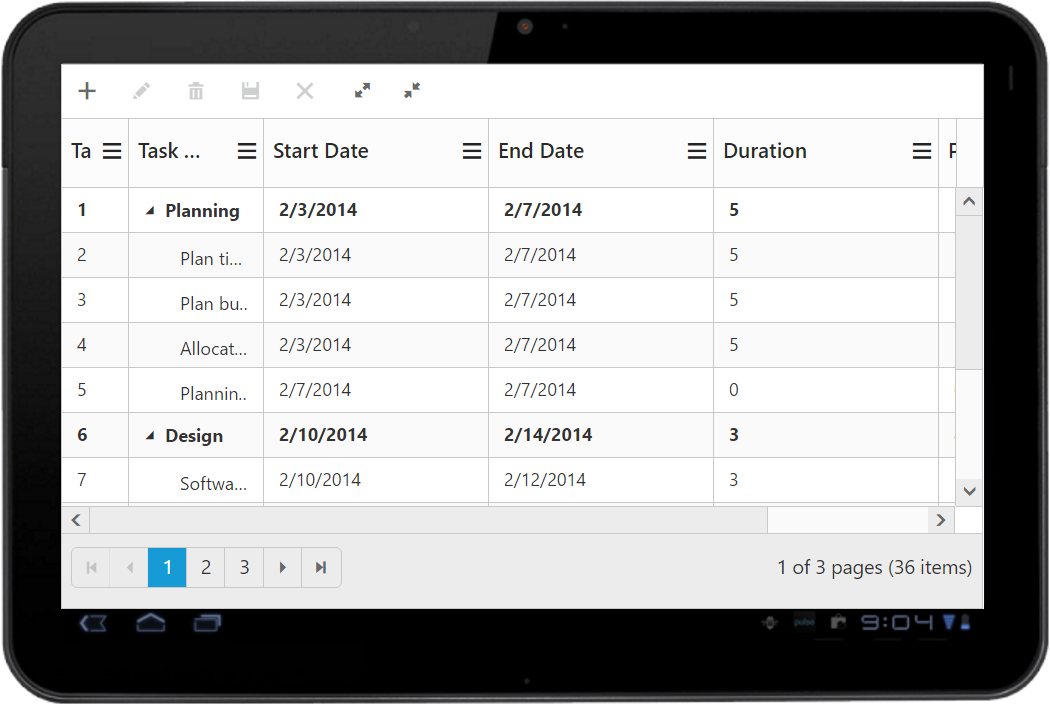 Ta Task ... Start Date End Date Duration
1 Planning 2/3/2014 2/7/2014 5
2 Plan ti... 2/3/2014 2/7/2014 5
3 Plan bu.. 2/3/2014 2/7/2014 5
4 Allocat... 2/3/2014 2/7/2014 5
5 Plannin.. 2/7/2014 2/7/2014 0
6 Design 2/10/2014 2/14/2014 3
7 Softwa... 2/10/2014 2/12/2014 3
1 2 3 1 of 3 pages (36 items)
pulse 9:04